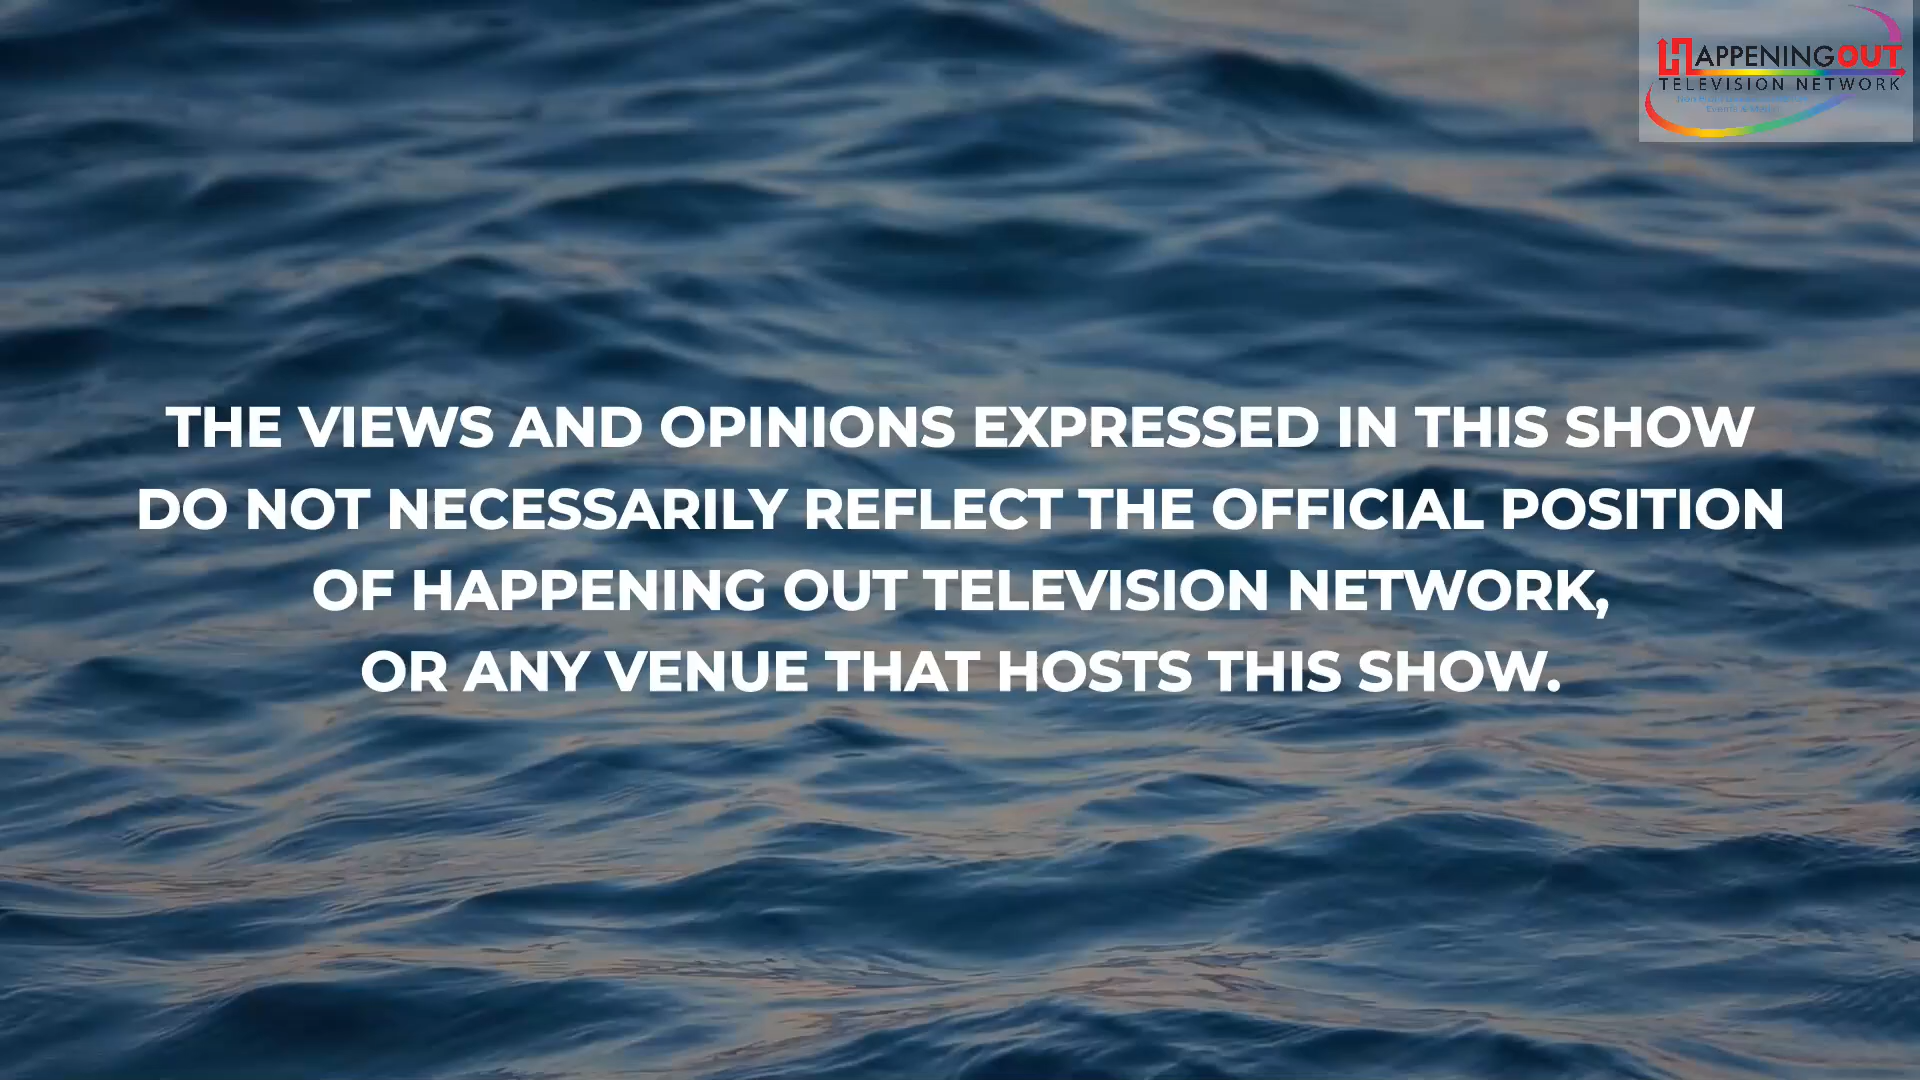 HAPPENINGOUT
TELEVISION NETWORK
THE VIEWS AND OPINIONS EXPRESSED IN THIS SHOW
DO NOT NECESSARILY REFLECT THE OFFICIAL POSITION
OF HAPPENING OUT TELEVISION NETWORK,
OR ANY VENUE THAT HOSTS THIS SHOW.